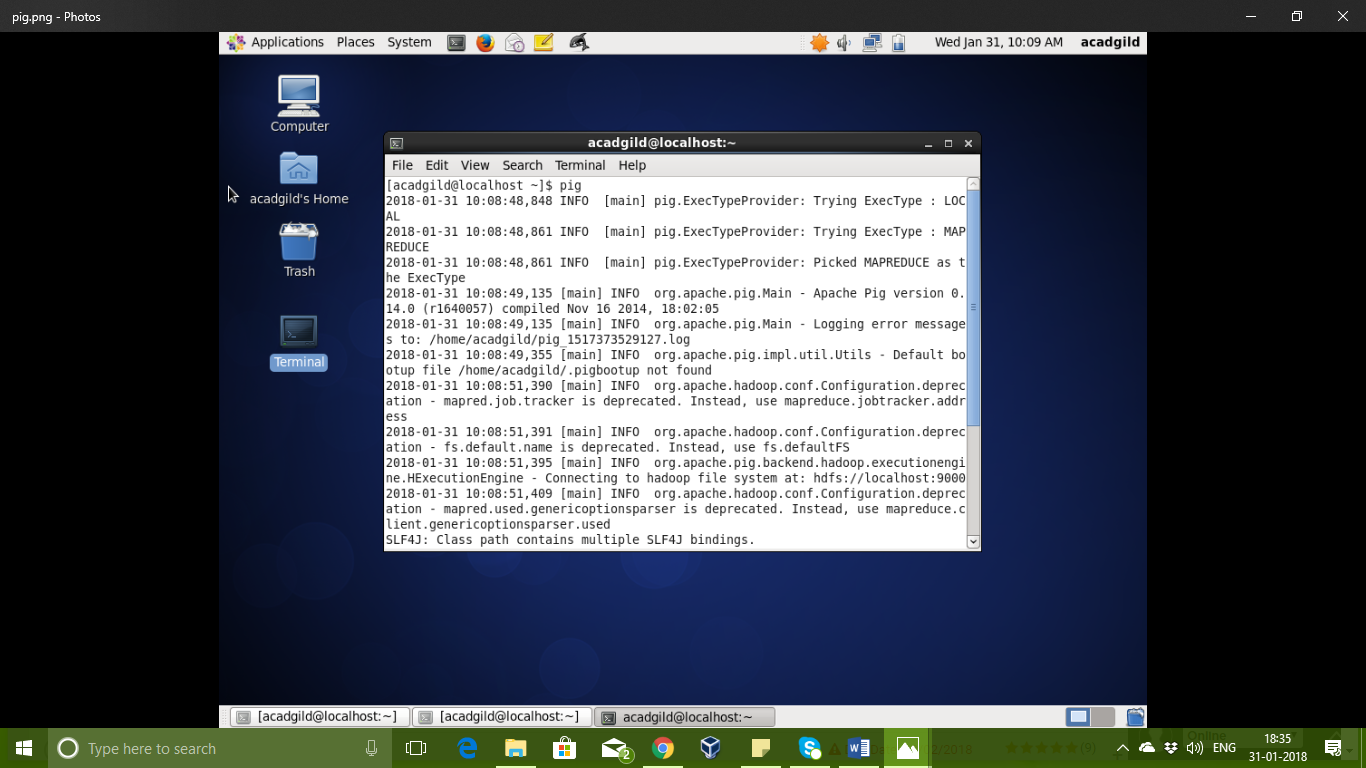 pig.png - Photos
Applications Places System
Wed Jan 31, 10:09 AM acadgild
Computer
acadgild's Home
Trash
Terminal
acadgild@localhost:~
File Edit View Search Terminal Help
[acadgild@localhost ~]$ pig
2018-01-31 10:08:48,848 INFO  [main] pig.ExecTypeProvider: Trying ExecType : LOC
AL
2018-01-31 10:08:48,861 INFO  [main] pig.ExecTypeProvider: Trying ExecType : MAP
REDUCE
2018-01-31 10:08:48,861 INFO  [main] pig.ExecTypeProvider: Picked MAPREDUCE as t
he ExecType
2018-01-31 10:08:49,135 [main] INFO  org.apache.pig.Main - Apache Pig version 0.
14.0 (r1640057) compiled Nov 16 2014, 18:02:05
2018-01-31 10:08:49,135 [main] INFO  org.apache.pig.Main - Logging error message
s to: /home/acadgild/pig_1517373529127.log
2018-01-31 10:08:49,355 [main] INFO  org.apache.pig.impl.util.Utils - Default bo
otup file /home/acadgild/.pigbootup not found
2018-01-31 10:08:51,390 [main] INFO  org.apache.hadoop.conf.Configuration.deprec
ation - mapred.job.tracker is deprecated. Instead, use mapreduce.jobtracker.addr
ess
2018-01-31 10:08:51,391 [main] INFO  org.apache.hadoop.conf.Configuration.deprec
ation - fs.default.name is deprecated. Instead, use fs.defaultFS
2018-01-31 10:08:51,395 [main] INFO  org.apache.pig.backend.hadoop.executionengi
ne.HExecutionEngine - Connecting to hadoop file system at: hdfs://localhost:9000
2018-01-31 10:08:51,409 [main] INFO  org.apache.hadoop.conf.Configuration.deprec
ation - mapred.used.genericoptionsparser is deprecated. Instead, use mapreduce.c
lient.genericoptionsparser.used
SLF4J: Class path contains multiple SLF4J bindings.
[acadgild@localhost:~] [acadgild@localhost:~] acadgild@localhost:~
Type here to search
2
Online
(9)
ENG
18:35
31-01-2018